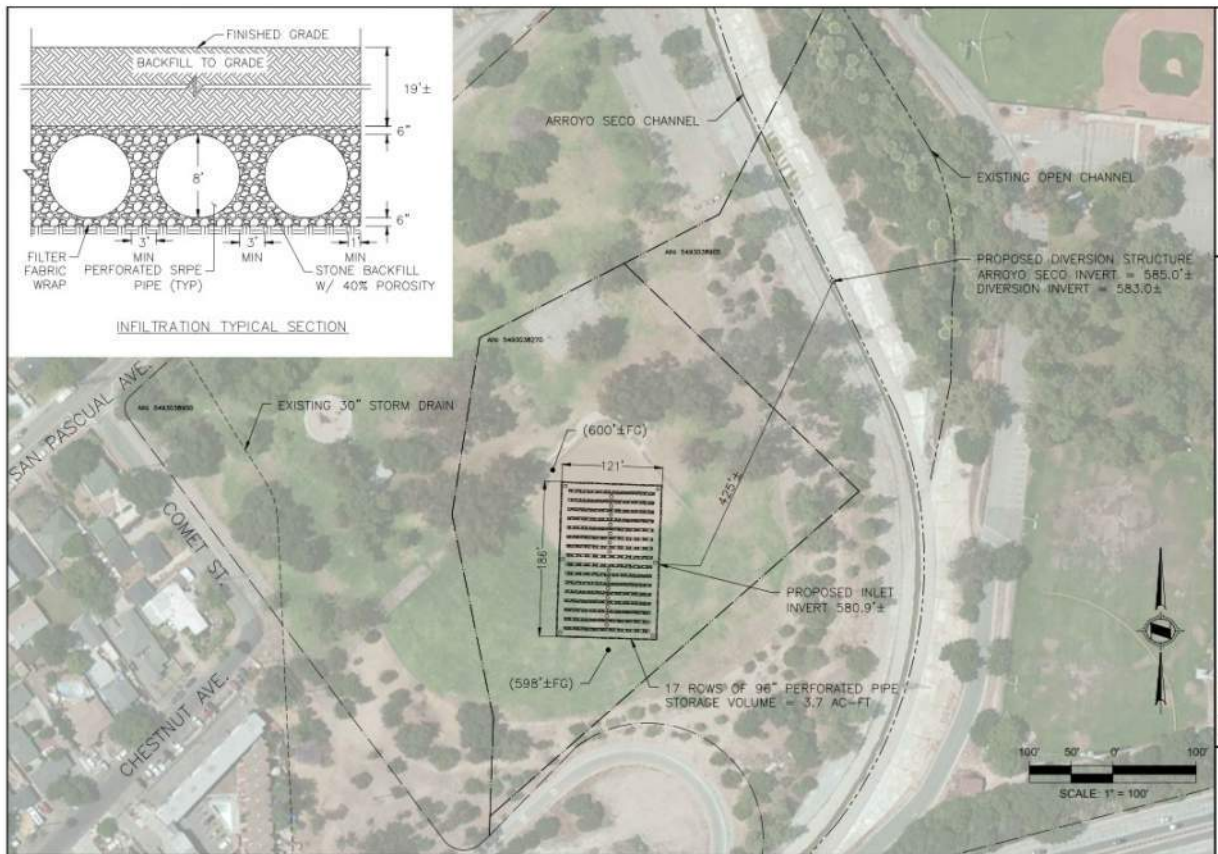 FINISHED GRADE
BACKFILL TO GRADE
19'±
6"
8'
6"
3'
MIN
3'
MIN
1'
MIN
FILTER
FABRIC
WRAP
PERFORATED SRPE
PIPE (TYP)
STONE BACKFILL
W/ 40% POROSITY
INFILTRATION TYPICAL SECTION
ARROYO SECO CHANNEL
EXISTING OPEN CHANNEL
PROPOSED DIVERSION STRUCTURE
ARROYO SECO INVERT = 585.0'±
DIVERSION INVERT = 583.0±
SAN PASCUAL AVE.
EXISTING 30" STORM DRAIN
COMET ST.
CHESTNUT AVE.
(600'±FG)
121'
186'
425'±
PROPOSED INLET
INVERT 580.9'±
(598'±FG)
17 ROWS OF 96" PERFORATED PIPE
STORAGE VOLUME = 3.7 AC-FT
100' 50' 0' 100'
SCALE: 1" = 100'